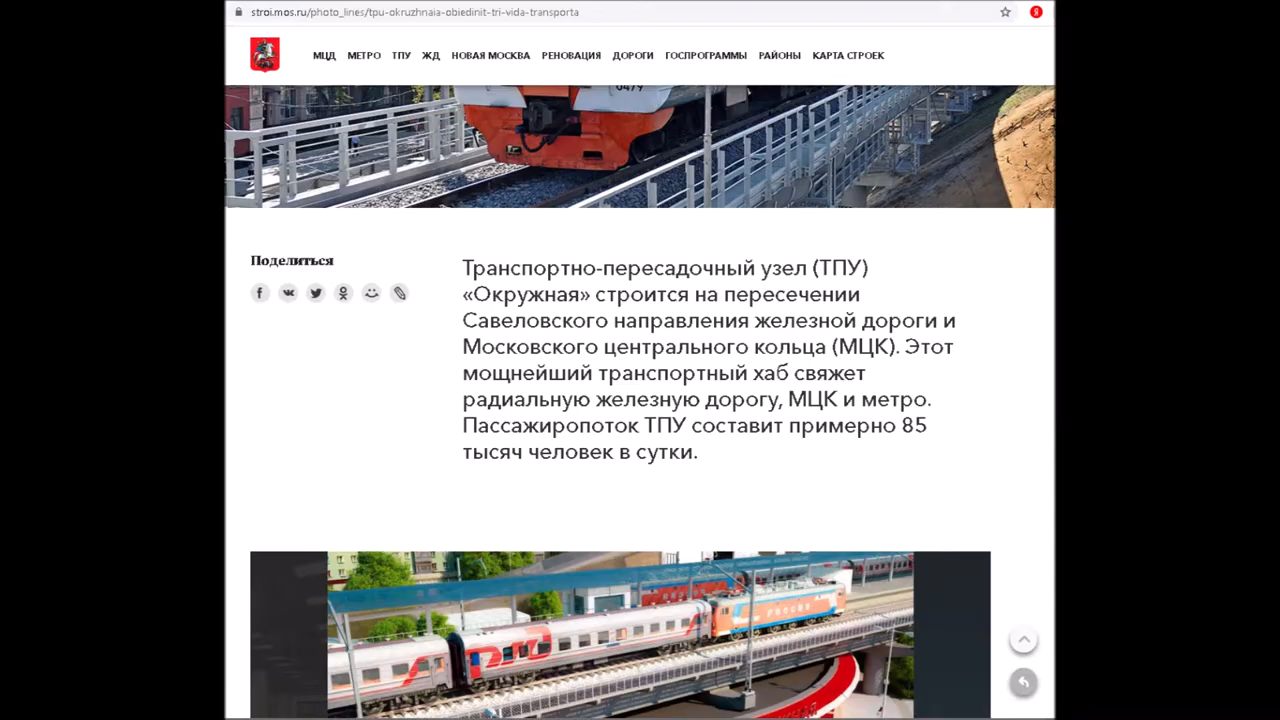 stroi.mos.ru/photo_lines/tpu-okruzhnaia-obiedinit-tri-vida-transporta
Я
МЦД МЕТРО ТПУ ЖД НОВАЯ МОСКВА РЕНОВАЦИЯ ДОРОГИ ГОСПРОГРАММЫ РАЙОНЫ КАРТА СТРОЕК
0479
Поделиться
Транспортно-пересадочный узел (ТПУ)
«Окружная» строится на пересечении
Савеловского направления железной дороги и
Московского центрального кольца (МЦК). Этот
мощнейший транспортный хаб свяжет
радиальную железную дорогу, МЦК и метро.
Пассажиропоток ТПУ составит примерно 85
тысяч человек в сутки.
РОССИЯ